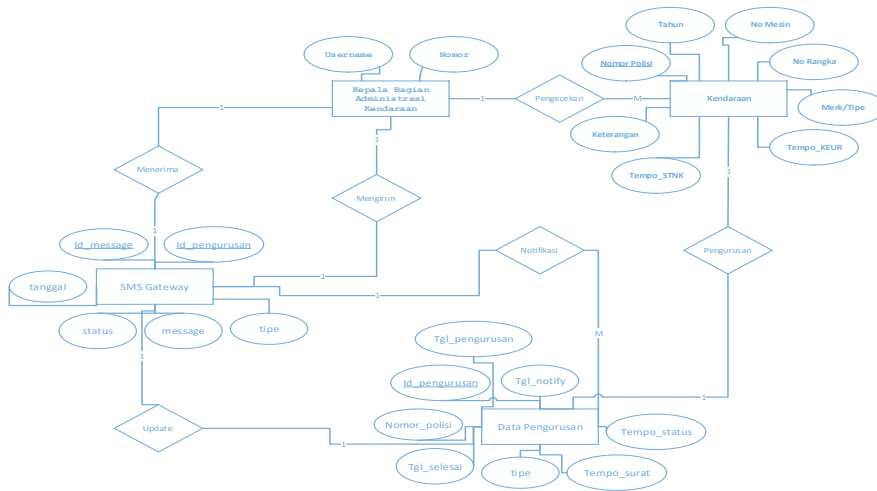 Tahun
No Mesin
Username
Nomor
Nomor Polisi
No Rangka
Kepala Bagian
Administrasi
Kendaraan
1
Pengecekan
M
Kendaraan
Merk/Tipe
1
Keterangan
Tempo_KEUR
1
Menerima
Tempo_STNK
1
Mengirim
1
Id_message
Id_pengurusan
Notifikasi
Pengurusan
1
tanggal
SMS Gateway
1
status
message
tipe
M
Tgl_pengurusan
1
Id_pengurusan
Tgl_notify
1
Nomor_polisi
Data Pengurusan
Tempo_status
Update
1
Tgl_selesai
tipe
Tempo_surat